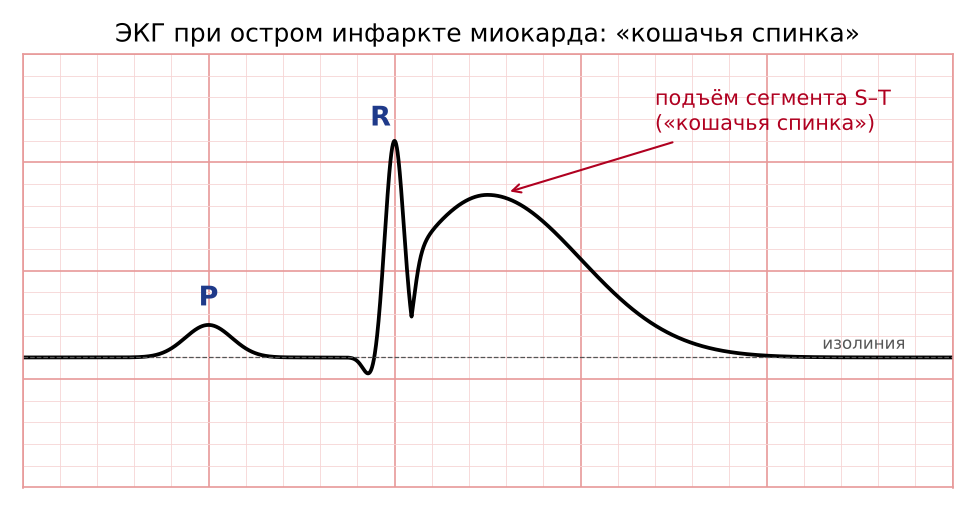 ЭКГ при остром инфаркте миокарда: «кошачья спинка»
подъём сегмента S–T
(«кошачья спинка»)
R
P
изолиния